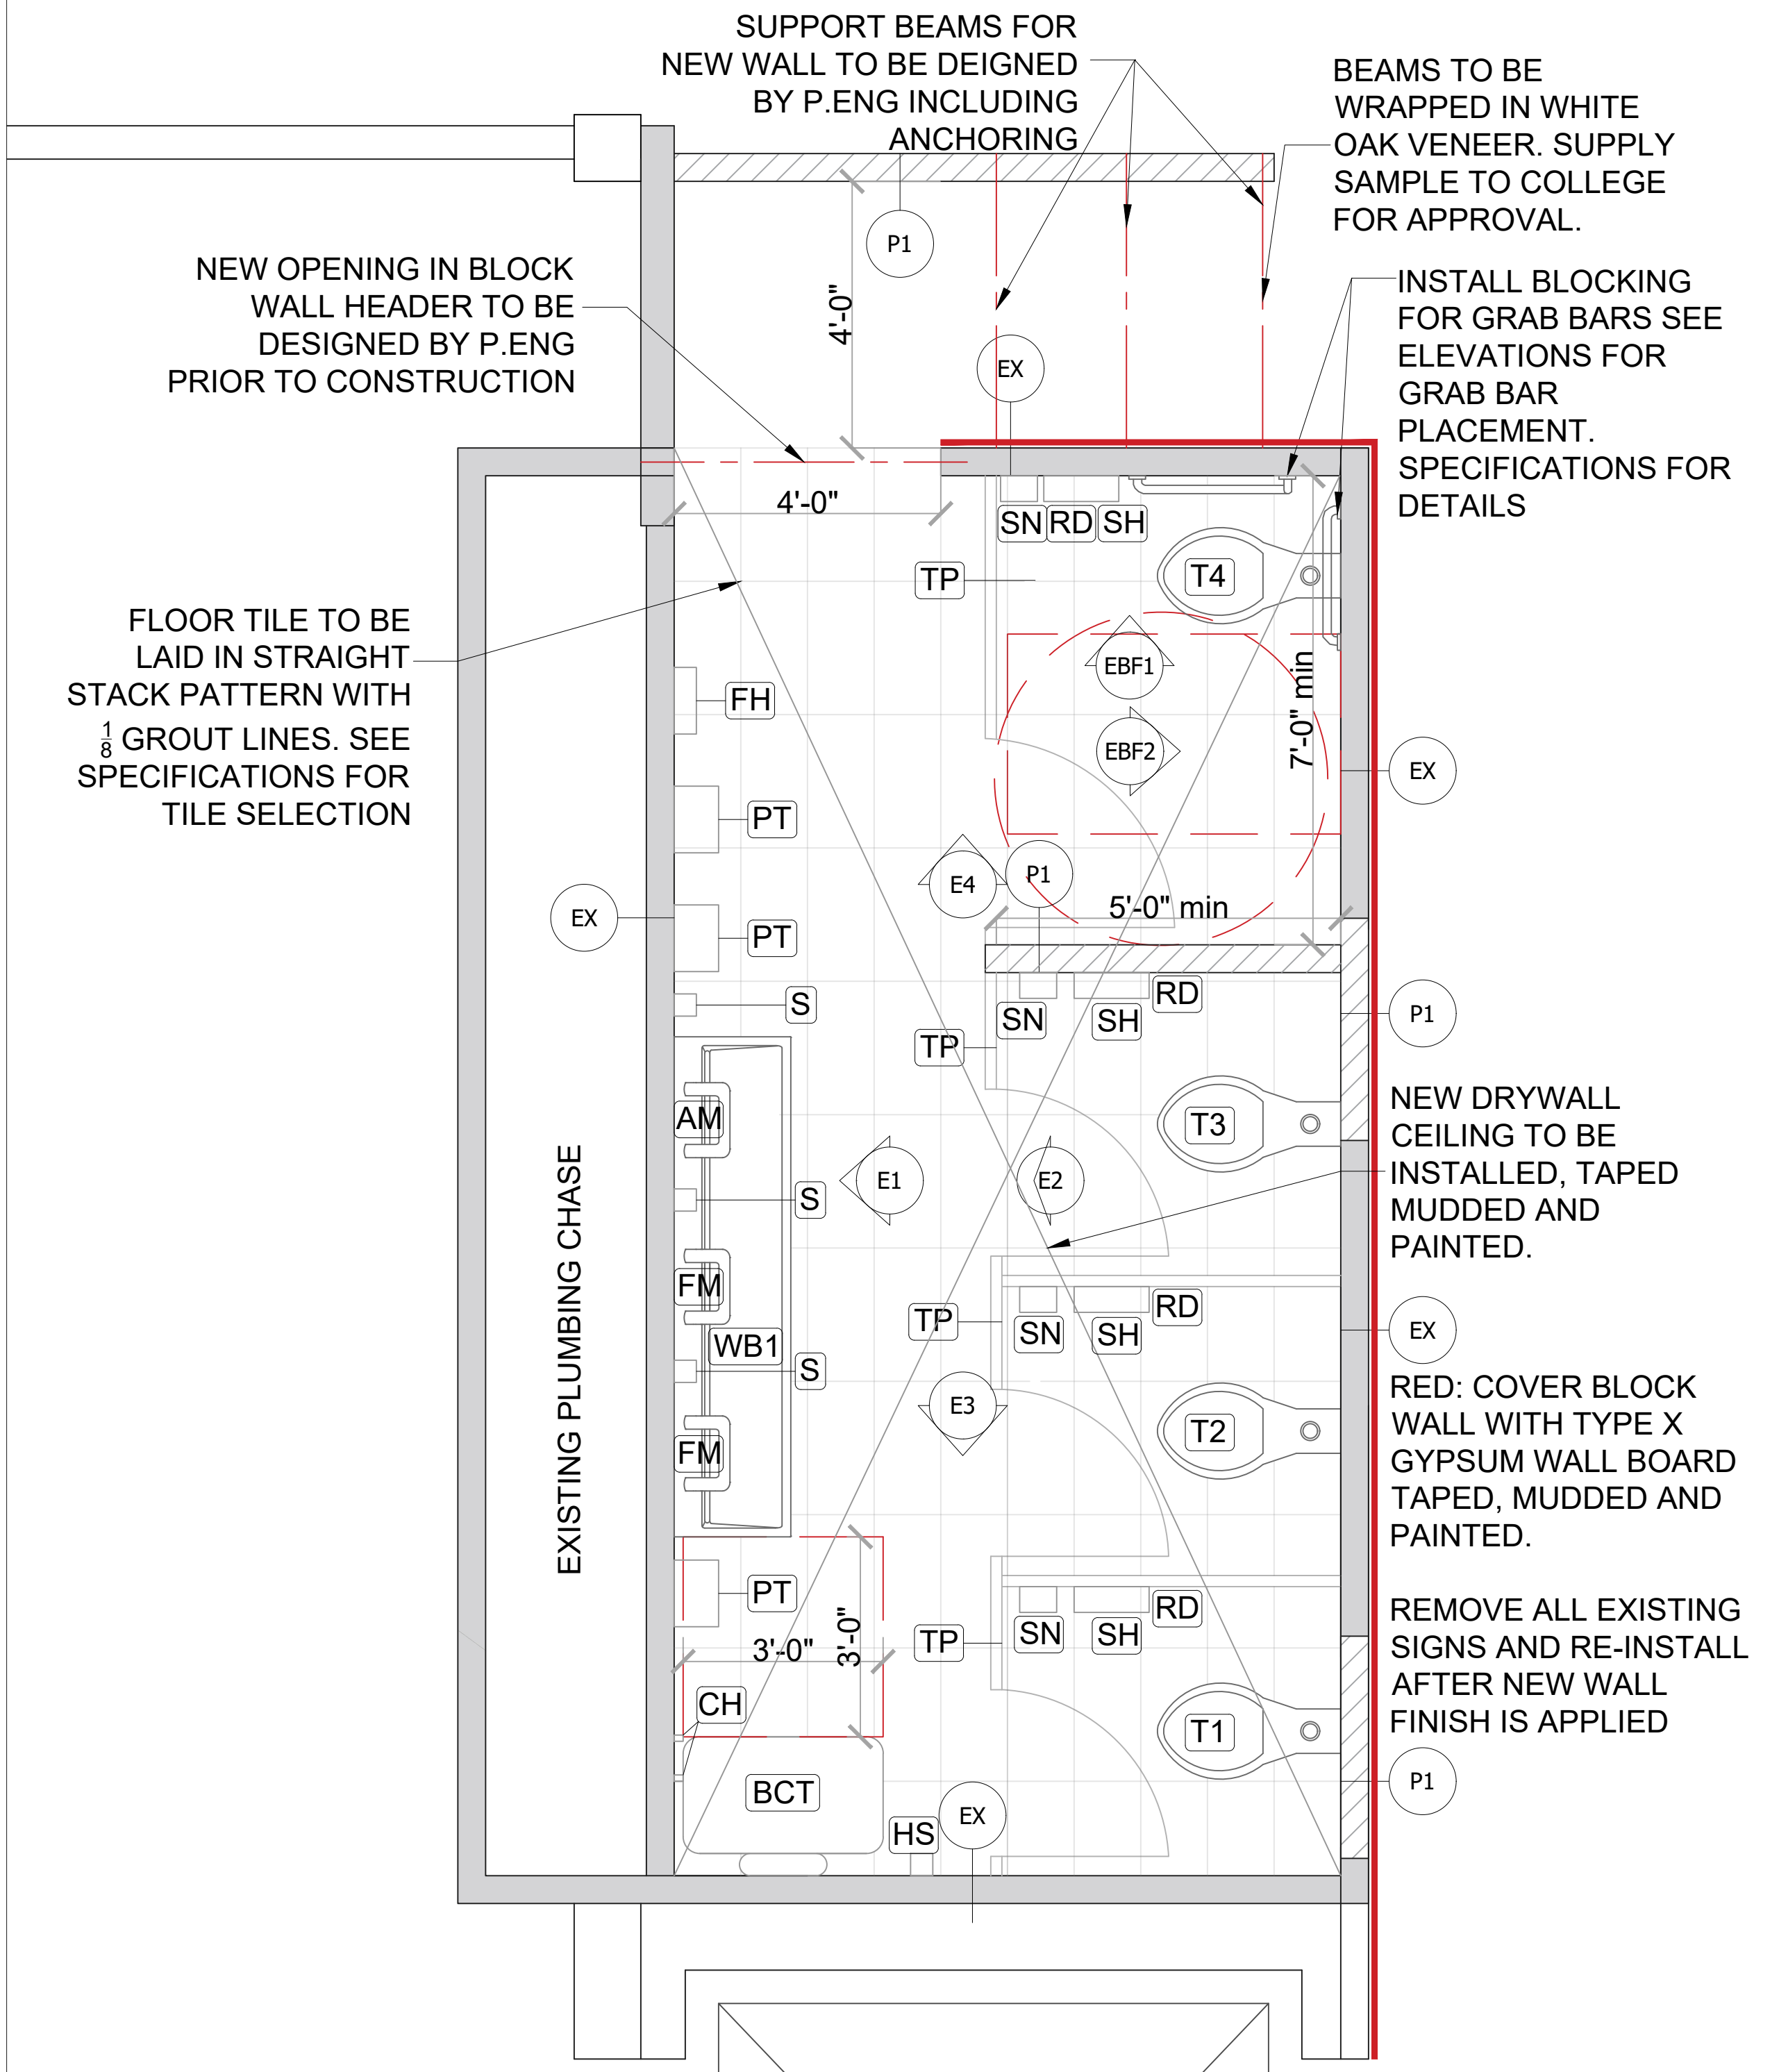 SUPPORT BEAMS FOR
NEW WALL TO BE DEIGNED
BY P.ENG INCLUDING
ANCHORING
BEAMS TO BE
WRAPPED IN WHITE
OAK VENEER. SUPPLY
SAMPLE TO COLLEGE
FOR APPROVAL.
P1
4'-0"
NEW OPENING IN BLOCK
WALL HEADER TO BE
DESIGNED BY P.ENG
PRIOR TO CONSTRUCTION
EX
INSTALL BLOCKING
FOR GRAB BARS SEE
ELEVATIONS FOR
GRAB BAR
PLACEMENT.
SPECIFICATIONS FOR
DETAILS
4'-0"
SN
RD
SH
TP
T4
FLOOR TILE TO BE
LAID IN STRAIGHT
STACK PATTERN WITH
1/8 GROUT LINES. SEE
SPECIFICATIONS FOR
TILE SELECTION
FH
EBF1
EBF2
7'-0" min
EX
PT
E4
P1
5'-0" min
EX
PT
S
SN
SH
RD
P1
TP
AM
T3
E1
E2
S
NEW DRYWALL
CEILING TO BE
INSTALLED, TAPED
MUDDED AND
PAINTED.
EXISTING PLUMBING CHASE
FM
WB1
S
TP
SN
SH
RD
EX
E3
T2
FM
RED: COVER BLOCK
WALL WITH TYPE X
GYPSUM WALL BOARD
TAPED, MUDDED AND
PAINTED.
PT
3'-0"
3'-0"
TP
SN
SH
RD
REMOVE ALL EXISTING
SIGNS AND RE-INSTALL
AFTER NEW WALL
FINISH IS APPLIED
CH
T1
P1
BCT
HS
EX